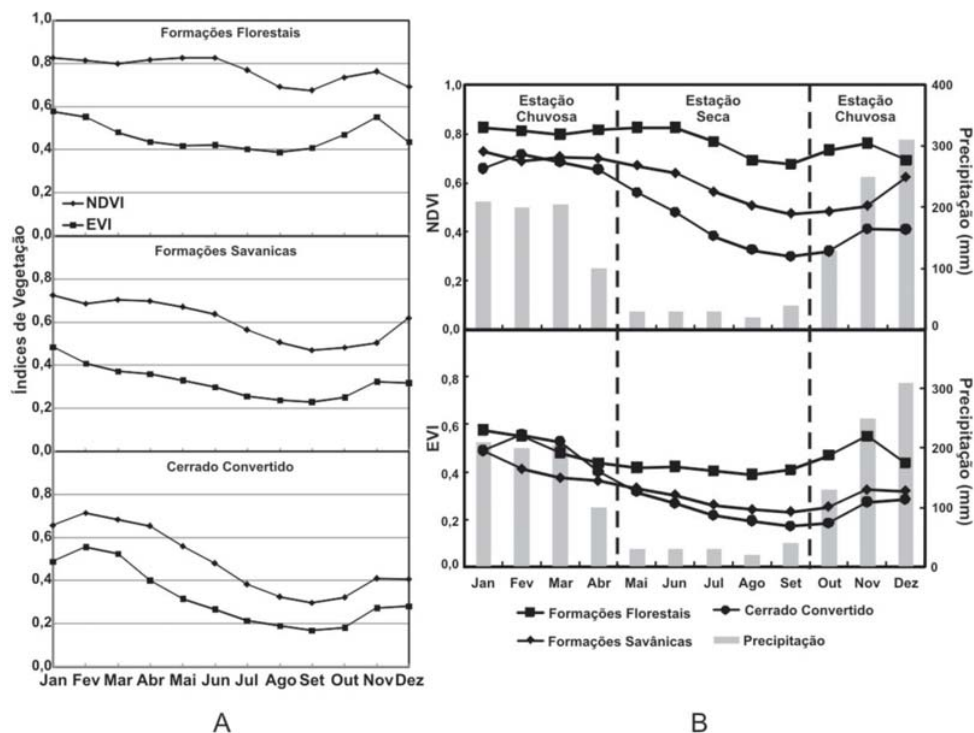 Formações Florestais
1,0
0,8
0,6
0,4
0,2
0,0
NDVI
EVI
Formações Savanicas
0,8
0,6
0,4
0,2
0,0
Cerrado Convertido
0,8
0,6
0,4
0,2
0,0
Índices de Vegetação
Jan Fev Mar Abr Mai Jun Jul Ago Set Out Nov Dez
A
1,0
0,8
0,6
0,4
0,2
0,0
NDVI
Estação Chuvosa
Estação Seca
Estação Chuvosa
400
300
200
100
0
Precipitação (mm)
0,8
0,6
0,4
0,2
0,0
EVI
300
200
100
0
Precipitação (mm)
Jan Fev Mar Abr Mai Jun Jul Ago Set Out Nov Dez
Formações Florestais
Cerrado Convertido
Formações Savânicas
Precipitação
B